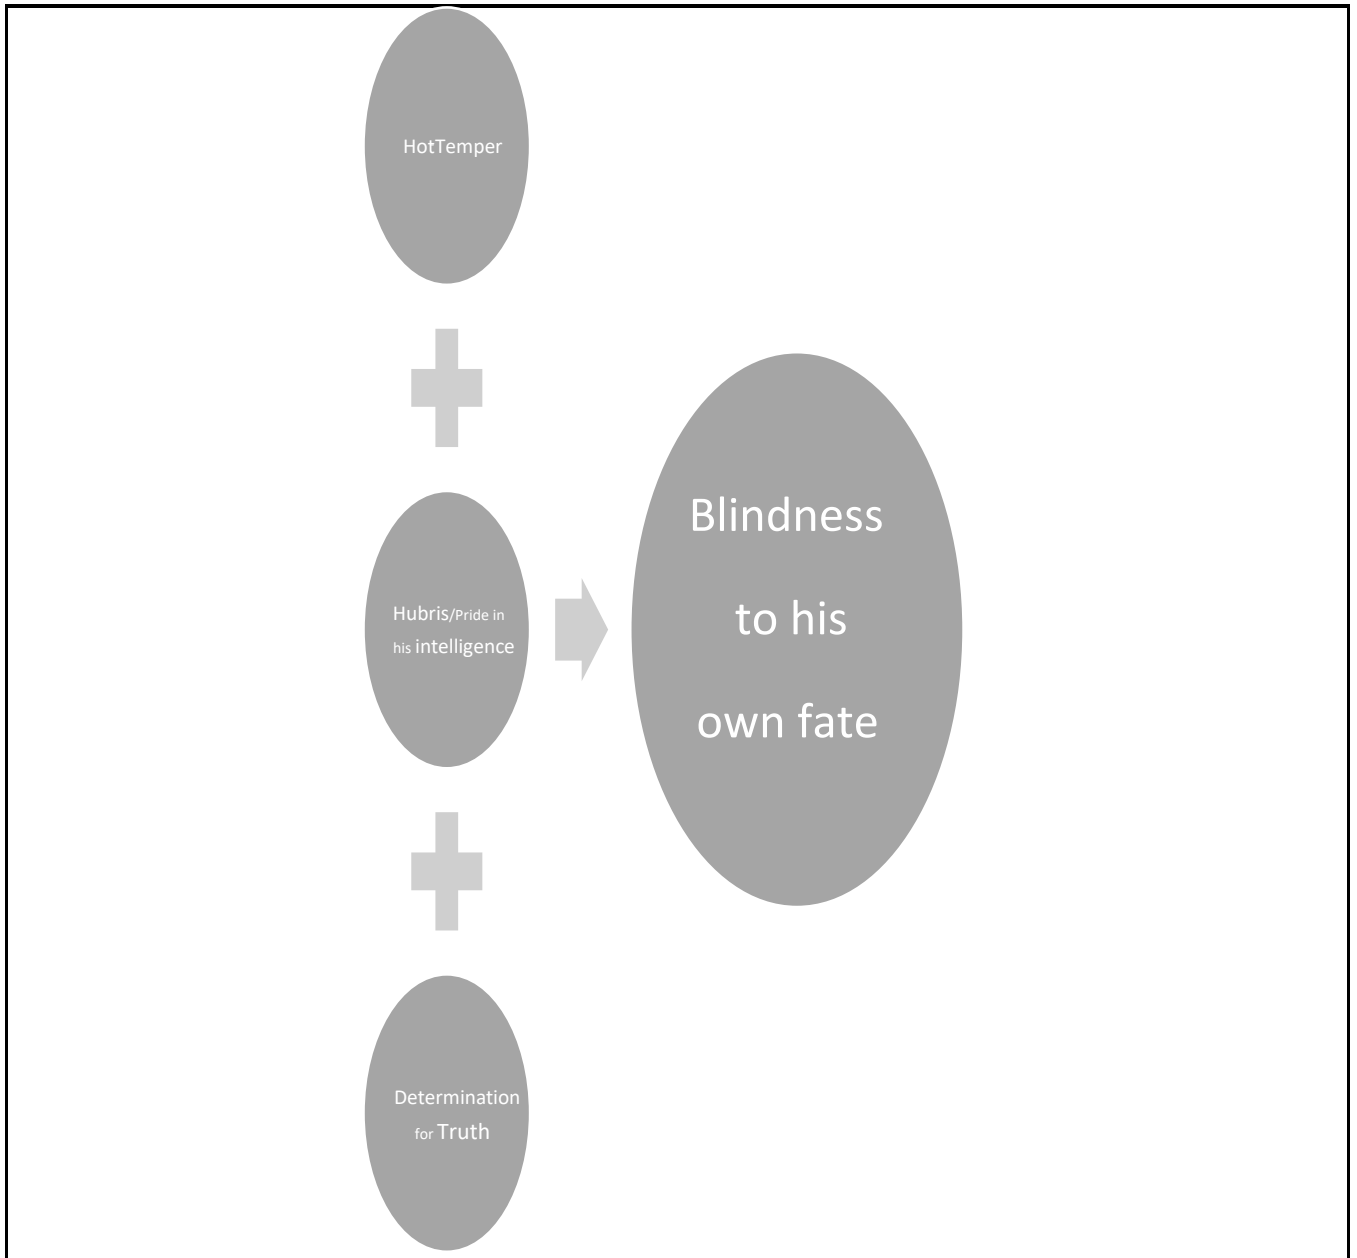 HotTemper
Hubris/Pride in
his intelligence
Blindness
to his
own fate
Determination
for Truth